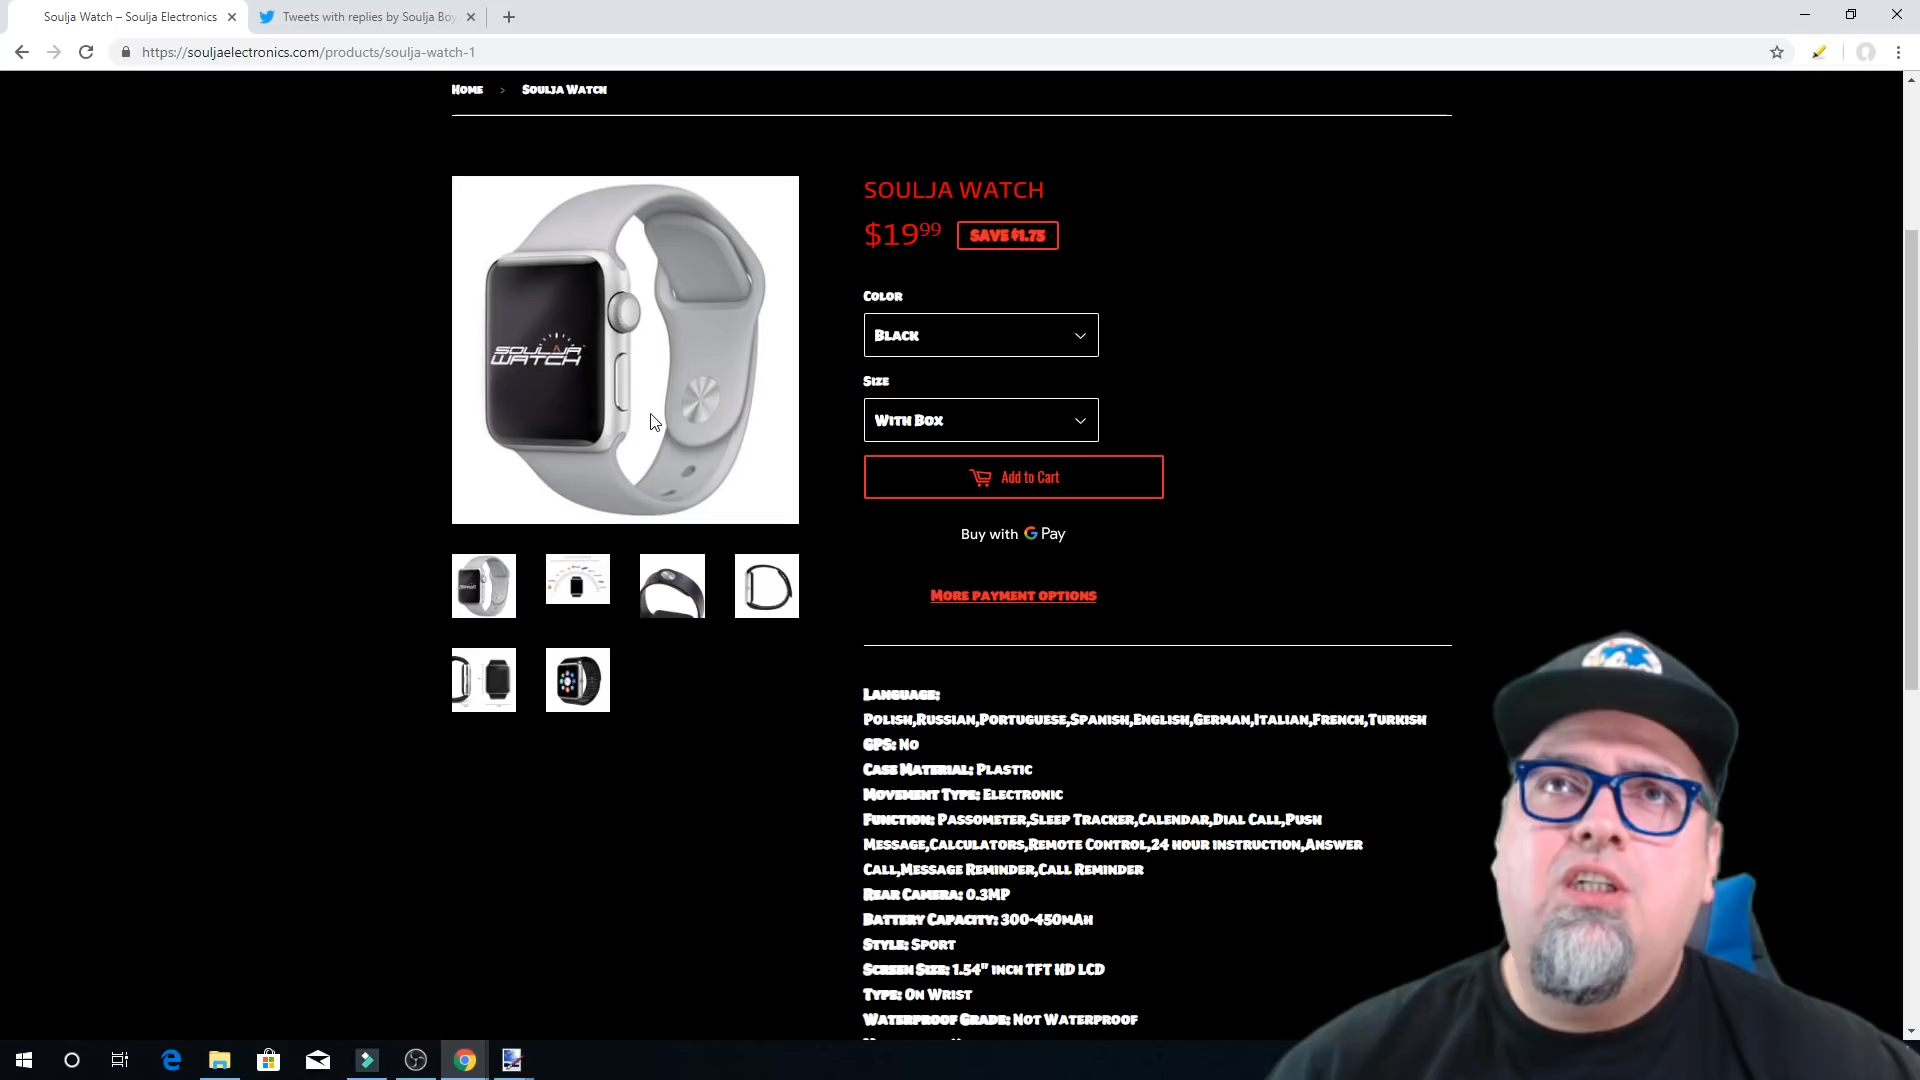 Soulja Watch – Soulja Electronics
Tweets with replies by Soulja Boy
https://souljaelectronics.com/products/soulja-watch-1
Home > Soulja Watch
SOULJA WATCH
$19.99 SAVE $1.75
Color
Black
Size
With Box
Add to Cart
Buy with G Pay
More payment options
SOULJA
WATCH
Language:
Polish,Russian,Portuguese,Spanish,English,German,Italian,French,Turkish
GPS: No
Case Material: Plastic
Movement Type: Electronic
Function: Passometer,Sleep Tracker,Calendar,Dial Call,Push
Message,Calculators,Remote Control,24 hour instruction,Answer
Call,Message Reminder,Call Reminder
Rear Camera: 0.3MP
Battery Capacity: 300-450mAh
Style: Sport
Screen Size: 1.54" inch TFT HD LCD
Type: On Wrist
Waterproof Grade: Not Waterproof